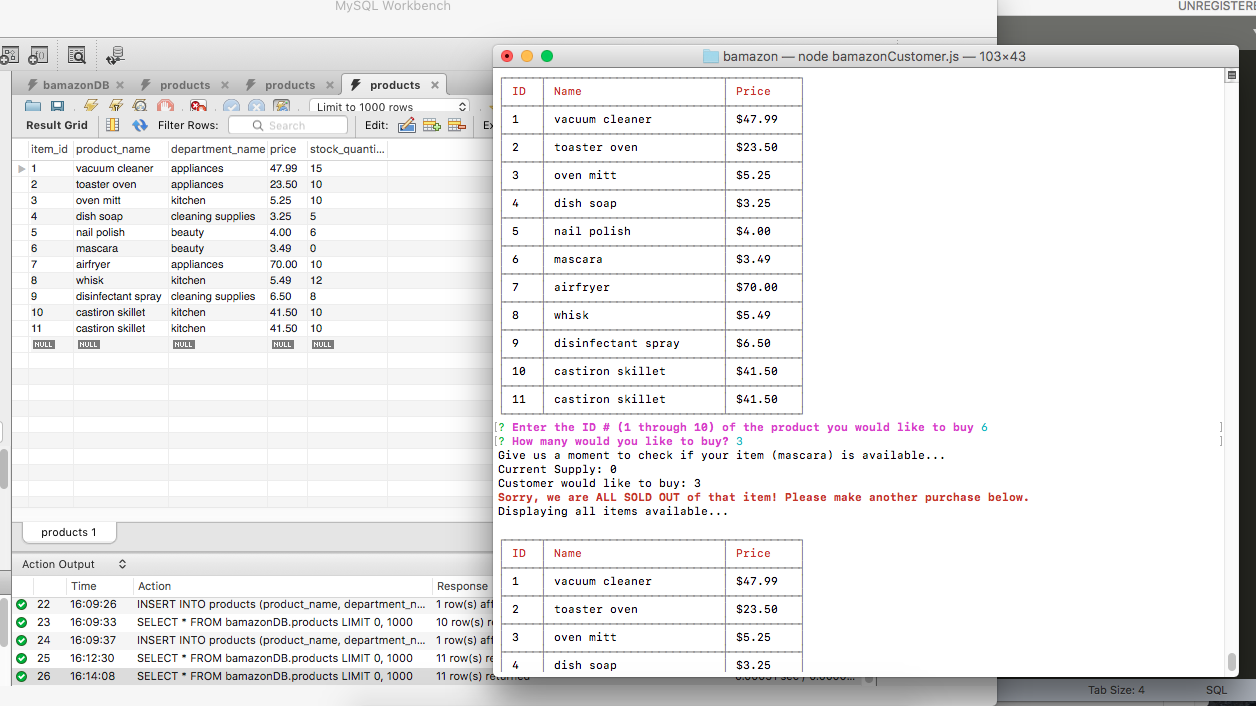 MySQL Workbench
UNREGISTERE
bamazonDB
products
products
products
Limit to 1000 rows
Result Grid
Filter Rows:
Search
Edit:
Ex
item_id product_name department_name price stock_quanti...
1 vacuum cleaner appliances 47.99 15
2 toaster oven appliances 23.50 10
3 oven mitt kitchen 5.25 10
4 dish soap cleaning supplies 3.25 5
5 nail polish beauty 4.00 6
6 mascara beauty 3.49 0
7 airfryer appliances 70.00 10
8 whisk kitchen 5.49 12
9 disinfectant spray cleaning supplies 6.50 8
10 castiron skillet kitchen 41.50 10
11 castiron skillet kitchen 41.50 10
NULL NULL NULL NULL NULL
products 1
Action Output
Time Action Response
22 16:09:26 INSERT INTO products (product_name, department_n... 1 row(s) aff
23 16:09:33 SELECT * FROM bamazonDB.products LIMIT 0, 1000 10 row(s) re
24 16:09:37 INSERT INTO products (product_name, department_n... 1 row(s) aff
25 16:12:30 SELECT * FROM bamazonDB.products LIMIT 0, 1000 11 row(s) re
26 16:14:08 SELECT * FROM bamazonDB.products LIMIT 0, 1000 11 row(s) returned
bamazon — node bamazonCustomer.js — 103×43
ID Name Price
1 vacuum cleaner $47.99
2 toaster oven $23.50
3 oven mitt $5.25
4 dish soap $3.25
5 nail polish $4.00
6 mascara $3.49
7 airfryer $70.00
8 whisk $5.49
9 disinfectant spray $6.50
10 castiron skillet $41.50
11 castiron skillet $41.50
[? Enter the ID # (1 through 10) of the product you would like to buy 6 ]
[? How many would you like to buy? 3 ]
Give us a moment to check if your item (mascara) is available...
Current Supply: 0
Customer would like to buy: 3
Sorry, we are ALL SOLD OUT of that item! Please make another purchase below.
Displaying all items available...
ID Name Price
1 vacuum cleaner $47.99
2 toaster oven $23.50
3 oven mitt $5.25
4 dish soap $3.25
Tab Size: 4
SQL